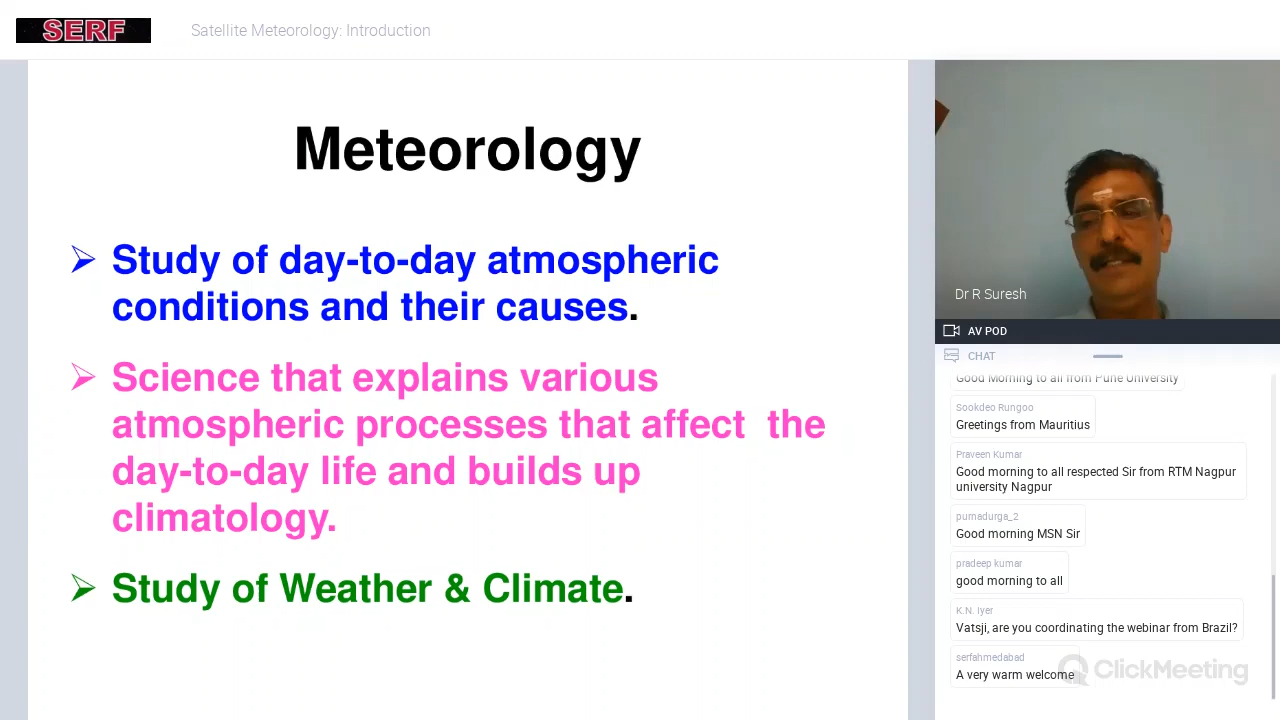 SERF
Satellite Meteorology: Introduction
Meteorology
Study of day-to-day atmospheric
conditions and their causes.
Science that explains various
atmospheric processes that affect  the
day-to-day life and builds up
climatology.
Study of Weather & Climate.
Dr R Suresh
AV POD
CHAT
Good Morning to all from Pune University
Sookdeo Rungoo
Greetings from Mauritius
Praveen Kumar
Good morning to all respected Sir from RTM Nagpur
university Nagpur
purnadurga_2
Good morning MSN Sir
pradeep kumar
good morning to all
K.N. Iyer
Vatsji, are you coordinating the webinar from Brazil?
serfahmedabad
A very warm welcome
ClickMeeting